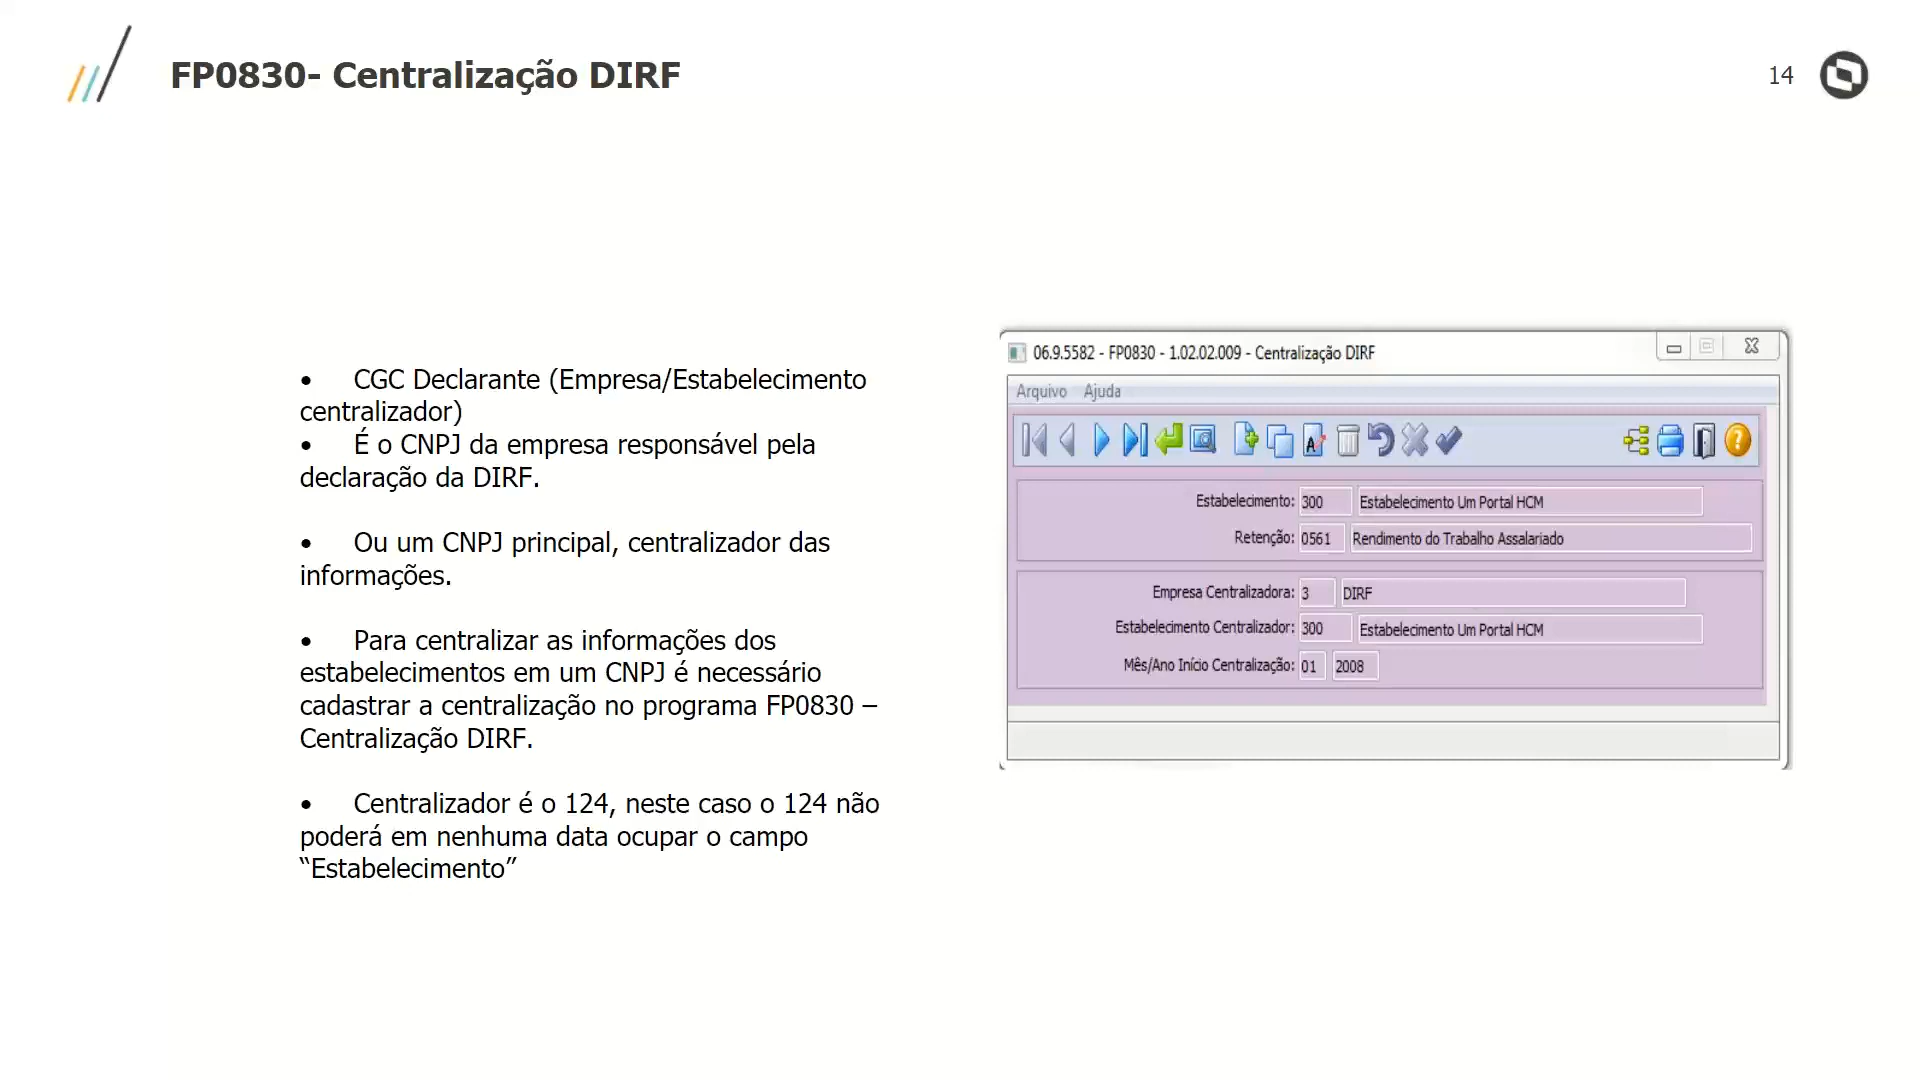 FP0830- Centralização DIRF
14
• CGC Declarante (Empresa/Estabelecimento
centralizador)
• É o CNPJ da empresa responsável pela
declaração da DIRF.
• Ou um CNPJ principal, centralizador das
informações.
• Para centralizar as informações dos
estabelecimentos em um CNPJ é necessário
cadastrar a centralização no programa FP0830 –
Centralização DIRF.
• Centralizador é o 124, neste caso o 124 não
poderá em nenhuma data ocupar o campo
“Estabelecimento”
06.9.5582 - FP0830 - 1.02.02.009 - Centralização DIRF
Arquivo Ajuda
Estabelecimento: 300 Estabelecimento Um Portal HCM
Retenção: 0561 Rendimento do Trabalho Assalariado
Empresa Centralizadora: 3 DIRF
Estabelecimento Centralizador: 300 Estabelecimento Um Portal HCM
Mês/Ano Início Centralização: 01 2008